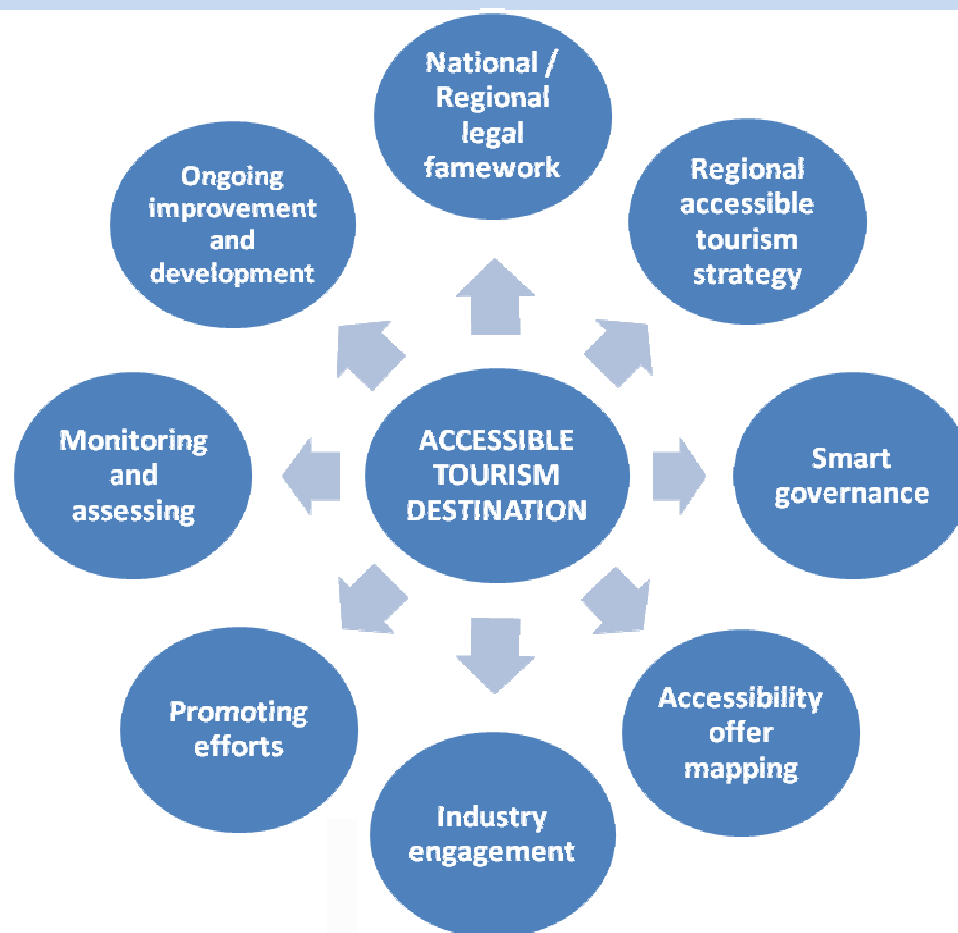 National /
Regional
legal
famework
Regional
accessible
tourism
strategy
Smart
governance
Accessibility
offer
mapping
Industry
engagement
Promoting
efforts
Monitoring
and
assessing
Ongoing
improvement
and
development
ACCESSIBLE
TOURISM
DESTINATION